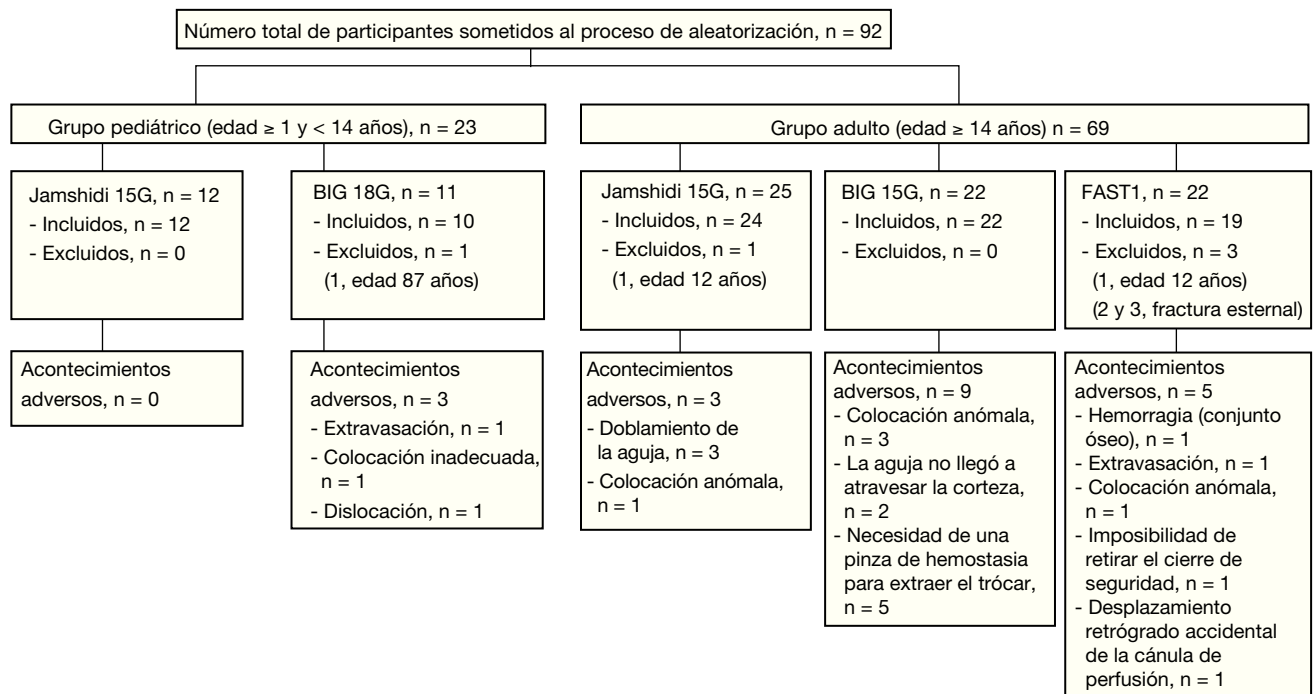 Número total de participantes sometidos al proceso de aleatorización, n = 92
Grupo pediátrico (edad ≥ 1 y < 14 años), n = 23
Grupo adulto (edad ≥ 14 años) n = 69
Jamshidi 15G, n = 12
- Incluidos, n = 12
- Excluidos, n = 0
BIG 18G, n = 11
- Incluidos, n = 10
- Excluidos, n = 1
(1, edad 87 años)
Jamshidi 15G, n = 25
- Incluidos, n = 24
- Excluidos, n = 1
(1, edad 12 años)
BIG 15G, n = 22
- Incluidos, n = 22
- Excluidos, n = 0
FAST1, n = 22
- Incluidos, n = 19
- Excluidos, n = 3
(1, edad 12 años)
(2 y 3, fractura esternal)
Acontecimientos
adversos, n = 0
Acontecimientos
adversos, n = 3
- Extravasación, n = 1
- Colocación inadecuada,
n = 1
- Dislocación, n = 1
Acontecimientos
adversos, n = 3
- Doblamiento de
la aguja, n = 3
- Colocación anómala,
n = 1
Acontecimientos
adversos, n = 9
- Colocación anómala,
n = 3
- La aguja no llegó a
atravesar la corteza,
n = 2
- Necesidad de una
pinza de hemostasia
para extraer el trócar,
n = 5
Acontecimientos
adversos, n = 5
- Hemorragia (conjunto
óseo), n = 1
- Extravasación, n = 1
- Colocación anómala,
n = 1
- Imposibilidad de
retirar el cierre de
seguridad, n = 1
- Desplazamiento
retrógrado accidental
de la cánula de
perfusión, n = 1